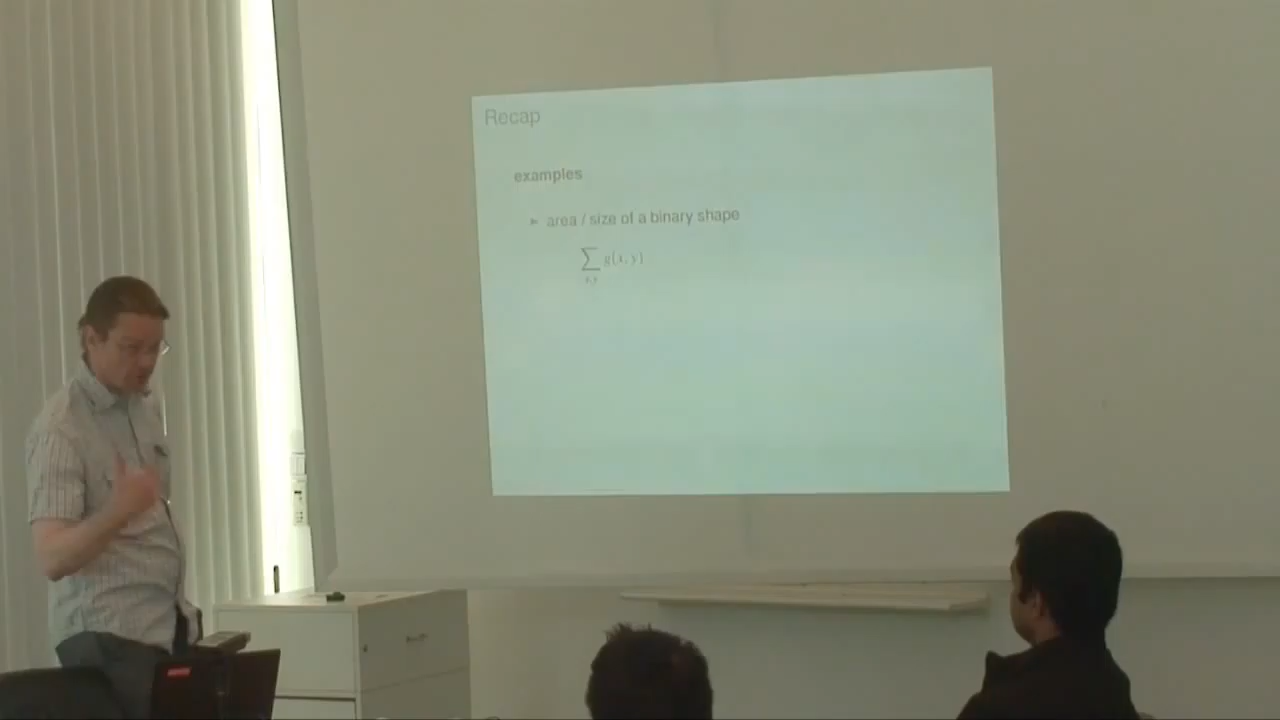 Recap
examples
► area / size of a binary shape
∑ g(x, y)
x,y